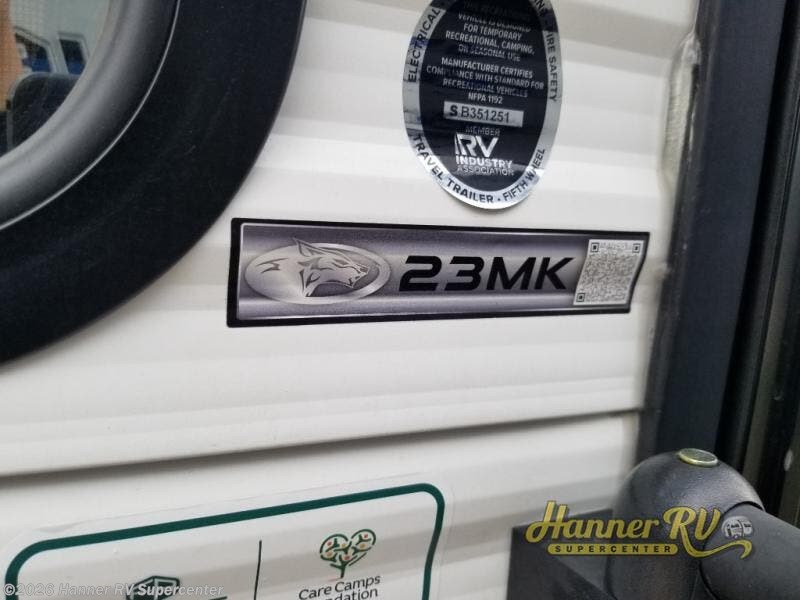 ELECTRICAL
FIRE SAFETY
VEHICLE IS DESIGNED
FOR TEMPORARY
RECREATIONAL, CAMPING,
OR SEASONAL USE
MANUFACTURER CERTIFIES
COMPLIANCE WITH STANDARD FOR
RECREATIONAL VEHICLES
NFPA 1192
S B351251
MEMBER
RV
INDUSTRY
ASSOCIATION
TRAVEL TRAILER • FIFTH WHEEL
23MK
Care Camps
Hanner RV
SUPERCENTER
©2026 Hanner RV Supercenter